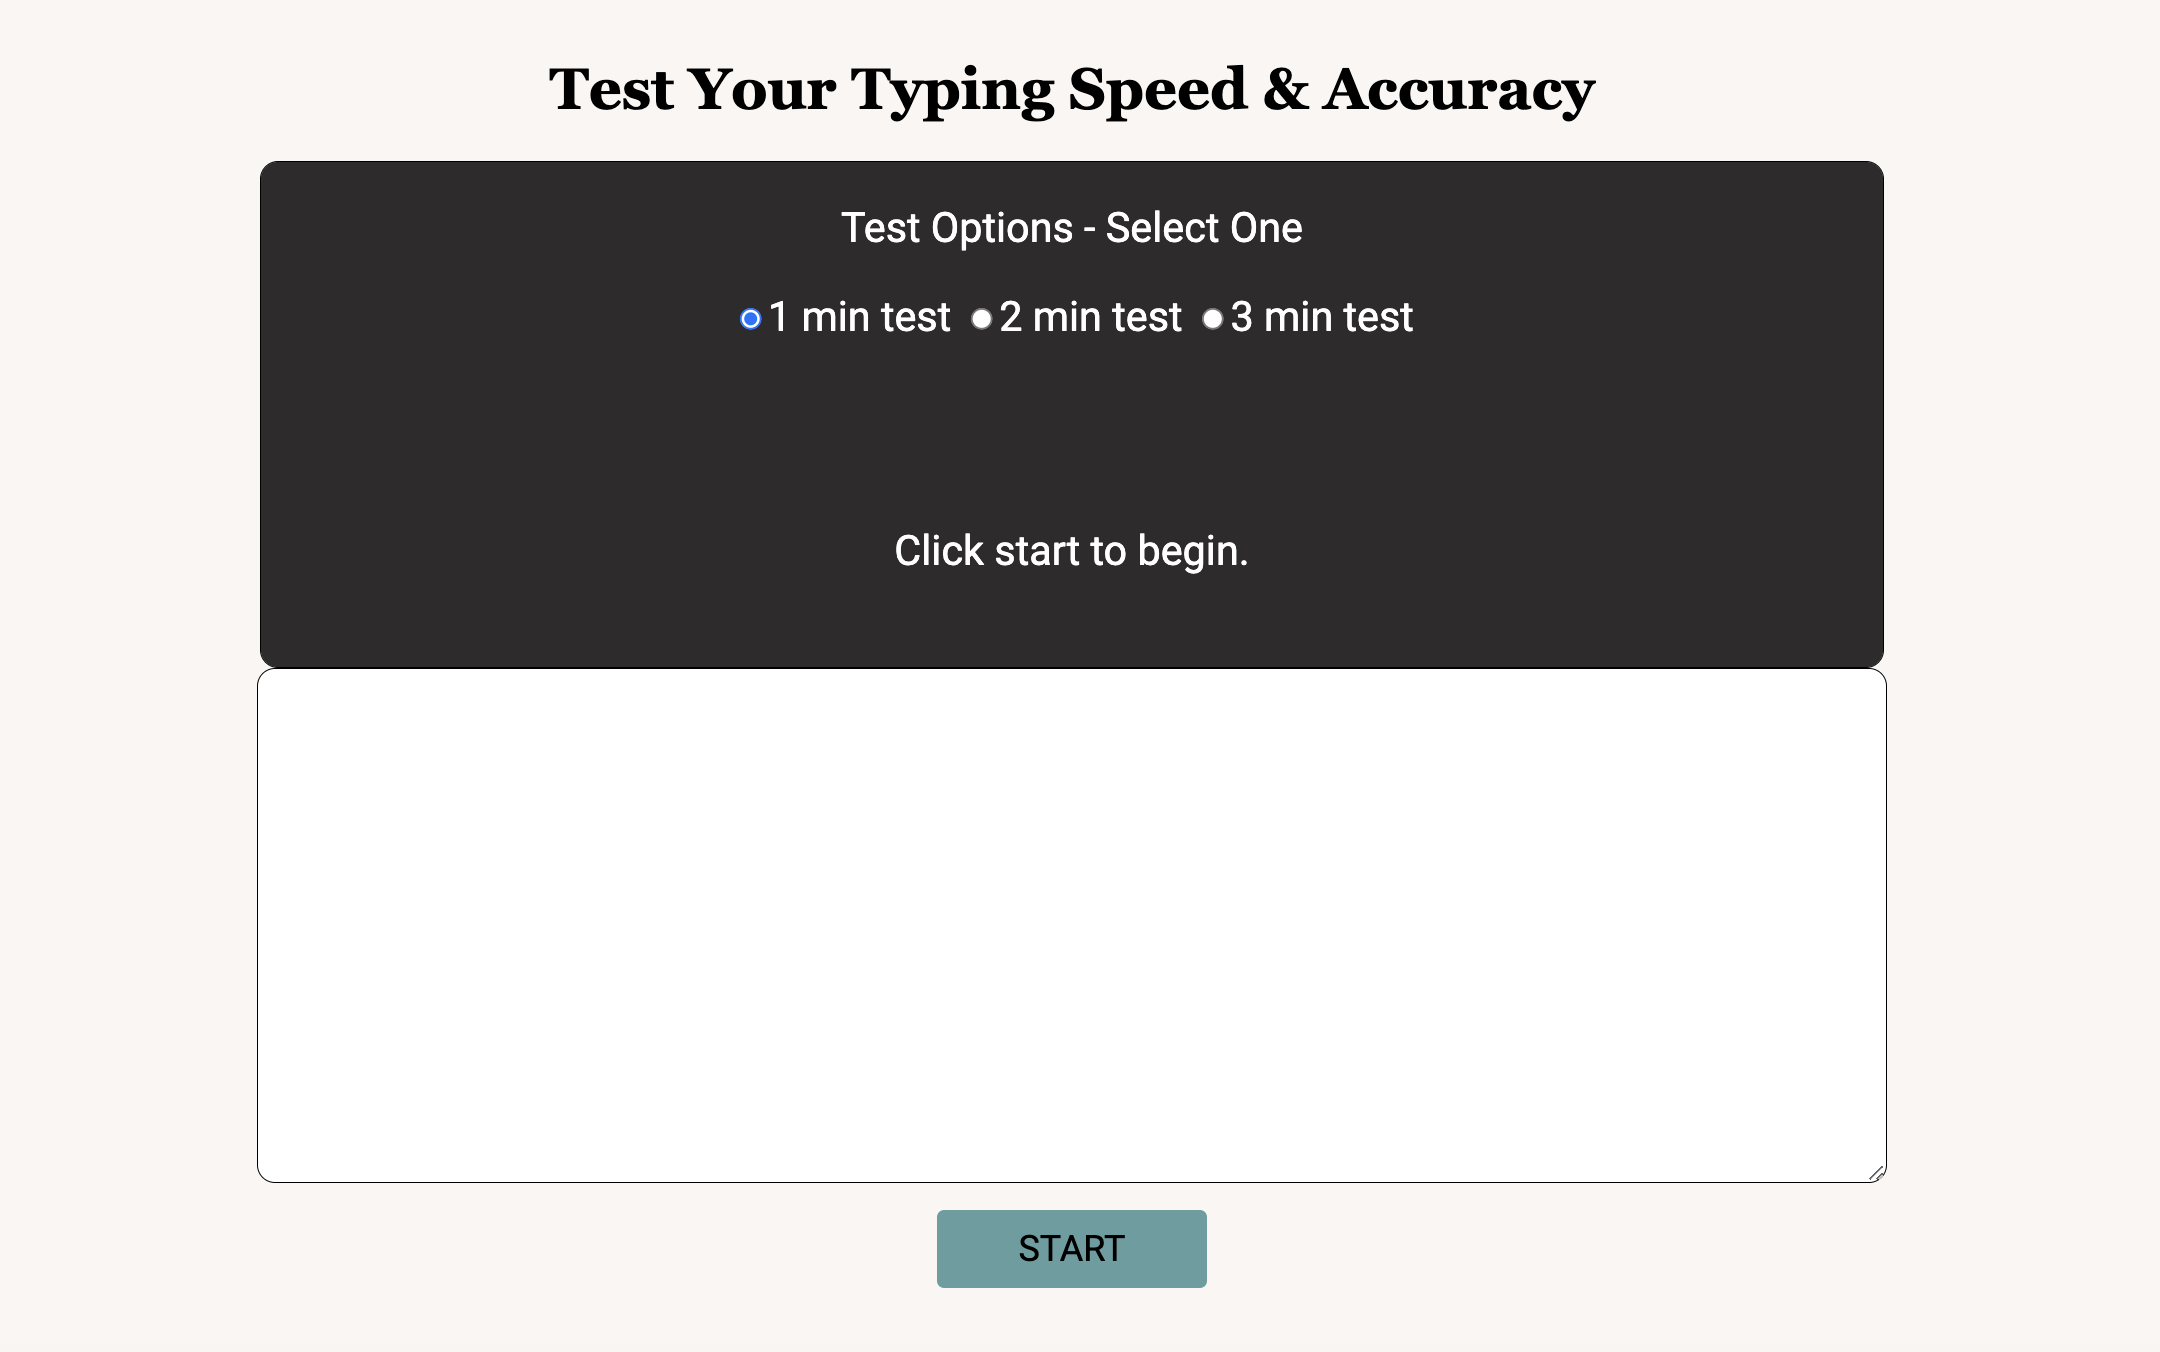 Test Your Typing Speed & Accuracy
Test Options - Select One
1 min test 2 min test 3 min test
Click start to begin.
START